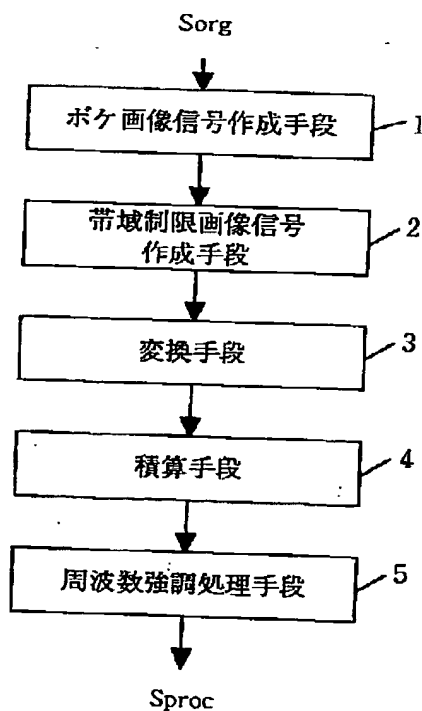 Sorg
ボケ画像信号作成手段
1
帯域制限画像信号
作成手段
2
変換手段
3
積算手段
4
周波数強調処理手段
5
Sproc